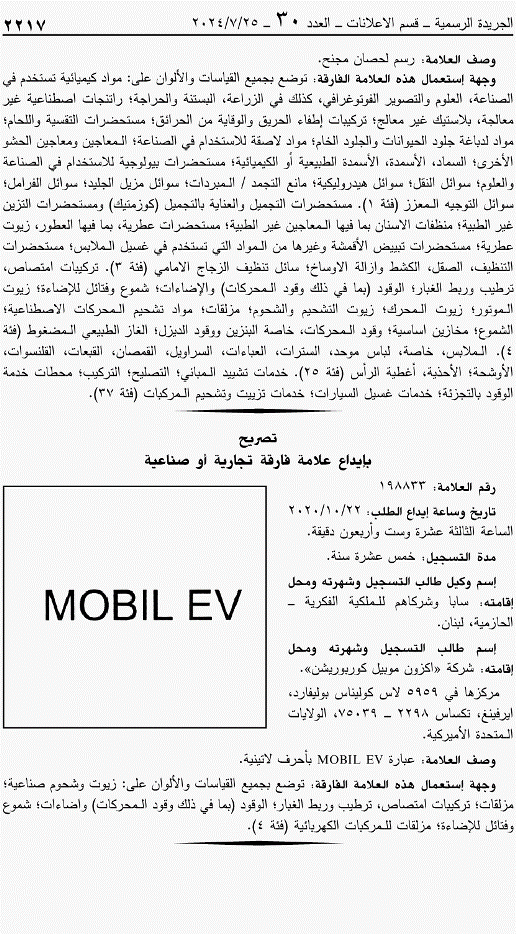 الجريدة الرسمية ــ قسم الاعلانات ــ العدد ٣٠ ــ ٢٠٢٤/٧/٢٥
٢٢١٧
وصف العلامة: رسم لحصان مجنح.
وجهة إستعمال هذه العلامة الفارقة: توضع بجميع القياسات والألوان على: مواد كيميائية تستخدم في
الصناعة، العلوم والتصوير الفوتوغرافي، كذلك في الزراعة، البستنة والحراجة؛ راتنجات اصطناعية غير
معالجة، بلاستيك غير معالج؛ تركيبات إطفاء الحريق والوقاية من الحرائق؛ مستحضرات التقسية واللحام؛
مواد لدباغة جلود الحيوانات والجلود الخام؛ مواد لاصقة للاستخدام في الصناعة؛ المعاجين ومعاجين الحشو
الأخرى؛ السماد، الأسمدة، الأسمدة الطبيعية أو الكيميائية؛ مستحضرات بيولوجية للاستخدام في الصناعة
والعلوم؛ سوائل النقل؛ سوائل هيدروليكية؛ مانع التجمد / المبردات؛ سوائل مزيل الجليد؛ سوائل الفرامل؛
سوائل التوجيه المعزز (فئة ١). مستحضرات التجميل والعناية بالتجميل (كوزمتيك) ومستحضرات التزين
غير الطبية؛ منظفات الاسنان بما فيها المعاجين غير الطبية؛ مستحضرات عطرية، بما فيها العطور، زيوت
عطرية؛ مستحضرات تبييض الأقمشة وغيرها من المواد التي تستخدم في غسيل الملابس؛ مستحضرات
التنظيف، الصقل، الكشط وازالة الاوساخ؛ سائل تنظيف الزجاج الامامي (فئة ٣). تركيبات امتصاص،
ترطيب وربط الغبار؛ الوقود (بما في ذلك وقود المحركات) والإضاءات؛ شموع وفتائل للإضاءة؛ زيوت
الموتور؛ زيوت المحرك؛ زيوت التشحيم والشحوم؛ مزلقات؛ مواد تشحيم المحركات الاصطناعية؛
الشموع؛ مخازين اساسية؛ وقود المحركات، خاصة البنزين ووقود الديزل؛ الغاز الطبيعي المضغوط (فئة
٤). الملابس، خاصة، لباس موحد، السترات، العباءات، السراويل، القمصان، القبعات، القلنسوات،
الأوشحة؛ الأحذية، أغطية الرأس (فئة ٢٥). خدمات تشييد المباني؛ التصليح؛ التركيب؛ محطات خدمة
الوقود بالتجزئة؛ خدمات غسيل السيارات؛ خدمات تزييت وتشحيم المركبات (فئة ٣٧).
تصريح
بإيداع علامة فارقة تجارية أو صناعية
رقم العلامة: ١٩٨٨٣٣
تاريخ وساعة إيداع الطلب: ٢٠٢٠/١٠/٢٢
الساعة الثالثة عشرة وست وأربعون دقيقة.
مدة التسجيل: خمس عشرة سنة.
إسم وكيل طالب التسجيل وشهرته ومحل
إقامته: سابا وشركاهم للملكية الفكرية ــ
الحازمية، لبنان.
إسم طالب التسجيل وشهرته ومحل
إقامته: شركة «اكزون موبيل كوربوريشن».
مركزها في ٥٩٥٩ لاس كوليناس بوليفارد،
ايرفينغ، تكساس ٢٢٩٨ ــ ٧٥٠٣٩، الولايات
المتحدة الأميركية.
MOBIL EV
وصف العلامة: عبارة MOBIL EV بأحرف لاتينية.
وجهة إستعمال هذه العلامة الفارقة: توضع بجميع القياسات والألوان على: زيوت وشحوم صناعية؛
مزلقات؛ تركيبات امتصاص، ترطيب وربط الغبار؛ الوقود (بما في ذلك وقود المحركات) واضاءات؛ شموع
وفتائل للإضاءة؛ مزلقات للمركبات الكهربائية (فئة ٤).